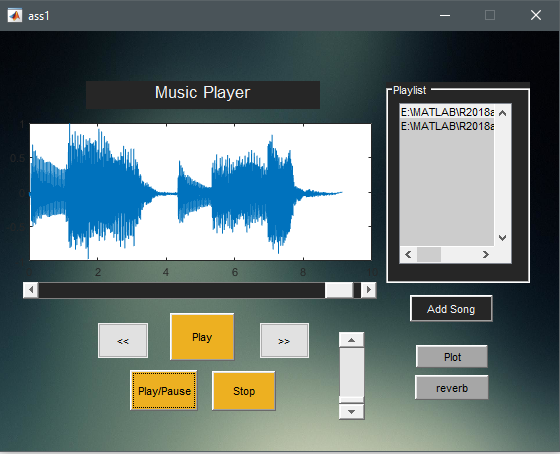 ass1
Music Player
Playlist
E:\MATLAB\R2018a
E:\MATLAB\R2018a
1
0.5
0
2
4
6
8
Add Song
<<
Play
>>
Plot
Play/Pause
Stop
reverb